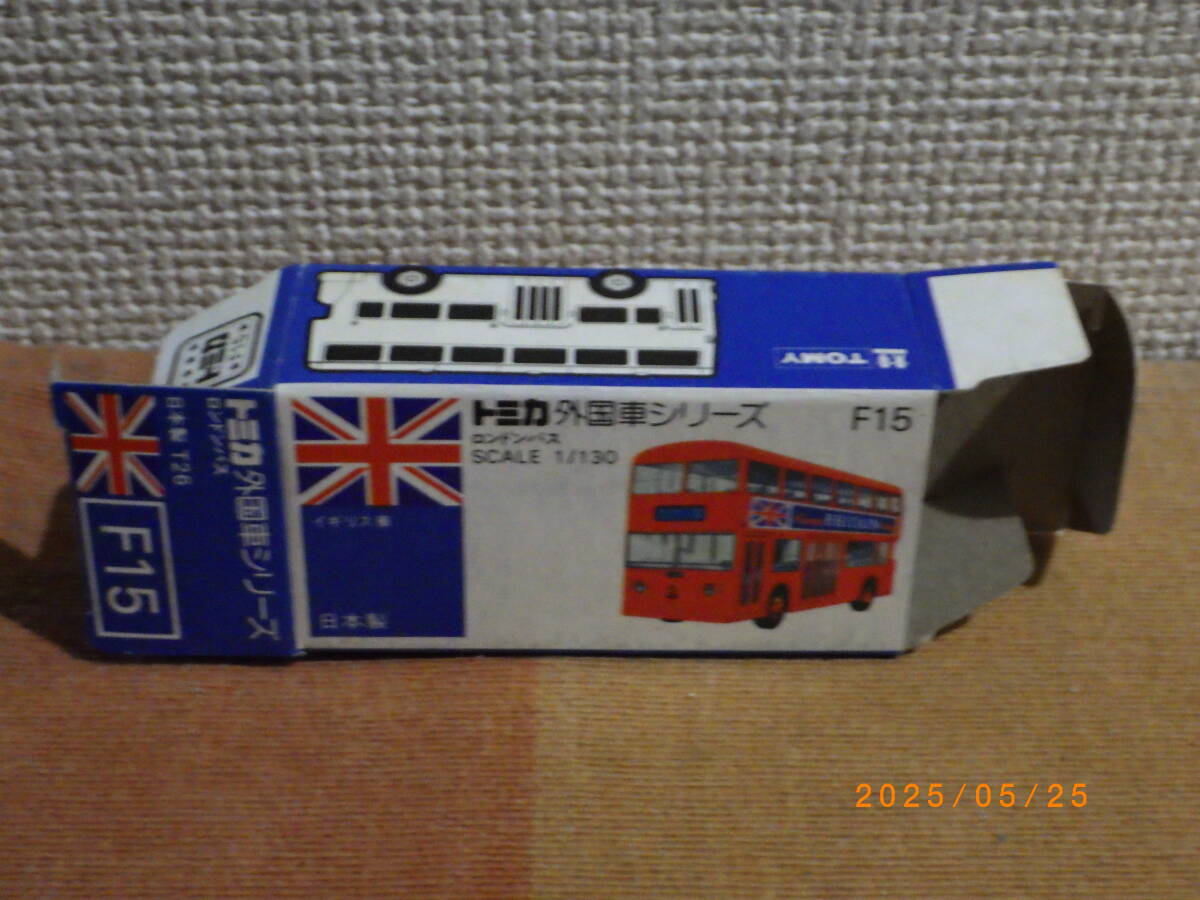 TOMY
トミカ 外国車シリーズ F15
ロンドンバス
SCALE 1/130
イギリス車
日本製
BRITAIN
トミカ外国車シリーズ
ロンドンバス
日本製 T26
F15
2025/05/25